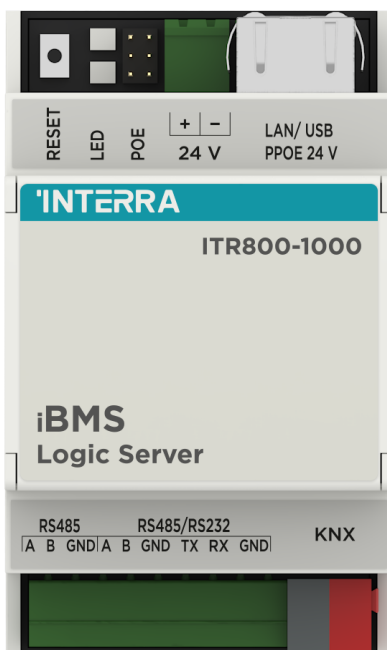 RESET
LED
POE
+ -
24 V
LAN/ USB
PPOE 24 V
INTERRA
ITR800-1000
iBMS
Logic Server
RS485
RS485/RS232
A B GND A B GND TX RX GND
KNX